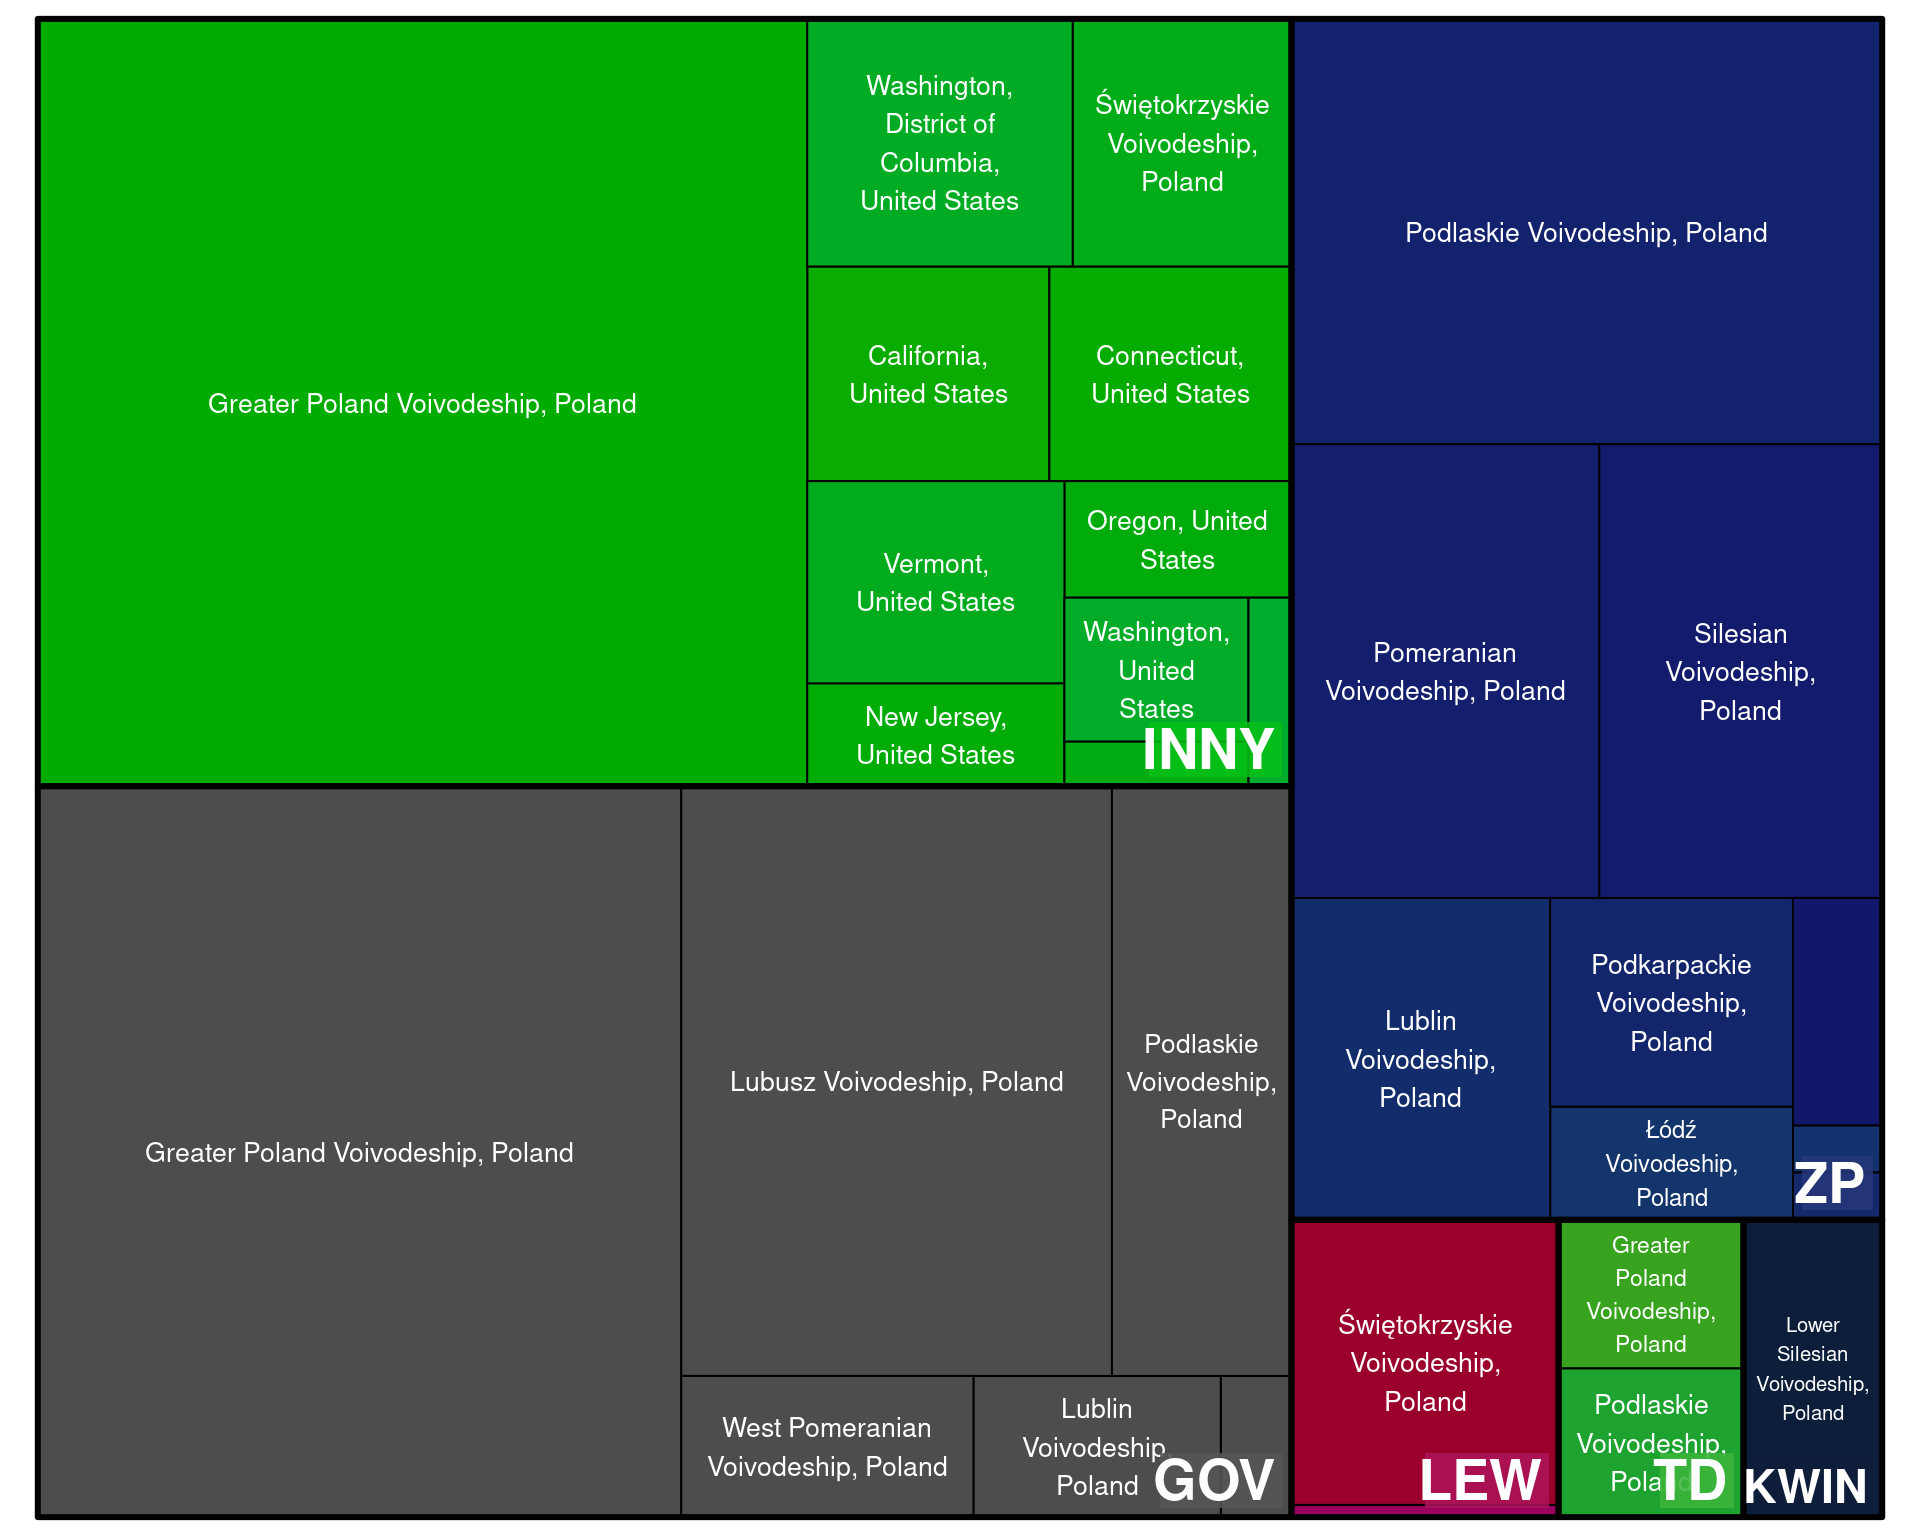 Greater Poland Voivodeship, Poland
Washington,
District of
Columbia,
United States
Świętokrzyskie
Voivodeship,
Poland
California,
United States
Connecticut,
United States
Vermont,
United States
Oregon, United
States
Washington,
United
States
New Jersey,
United States
INNY
Greater Poland Voivodeship, Poland
Lubusz Voivodeship, Poland
Podlaskie
Voivodeship,
Poland
West Pomeranian
Voivodeship, Poland
Lublin
Voivodeship,
Poland
GOV
Podlaskie Voivodeship, Poland
Pomeranian
Voivodeship, Poland
Silesian
Voivodeship,
Poland
Lublin
Voivodeship,
Poland
Podkarpackie
Voivodeship,
Poland
Łódź
Voivodeship,
Poland
ZP
Świętokrzyskie
Voivodeship,
Poland
LEW
Greater
Poland
Voivodeship,
Poland
Podlaskie
Voivodeship,
Poland
TD
Lower
Silesian
Voivodeship,
Poland
KWIN